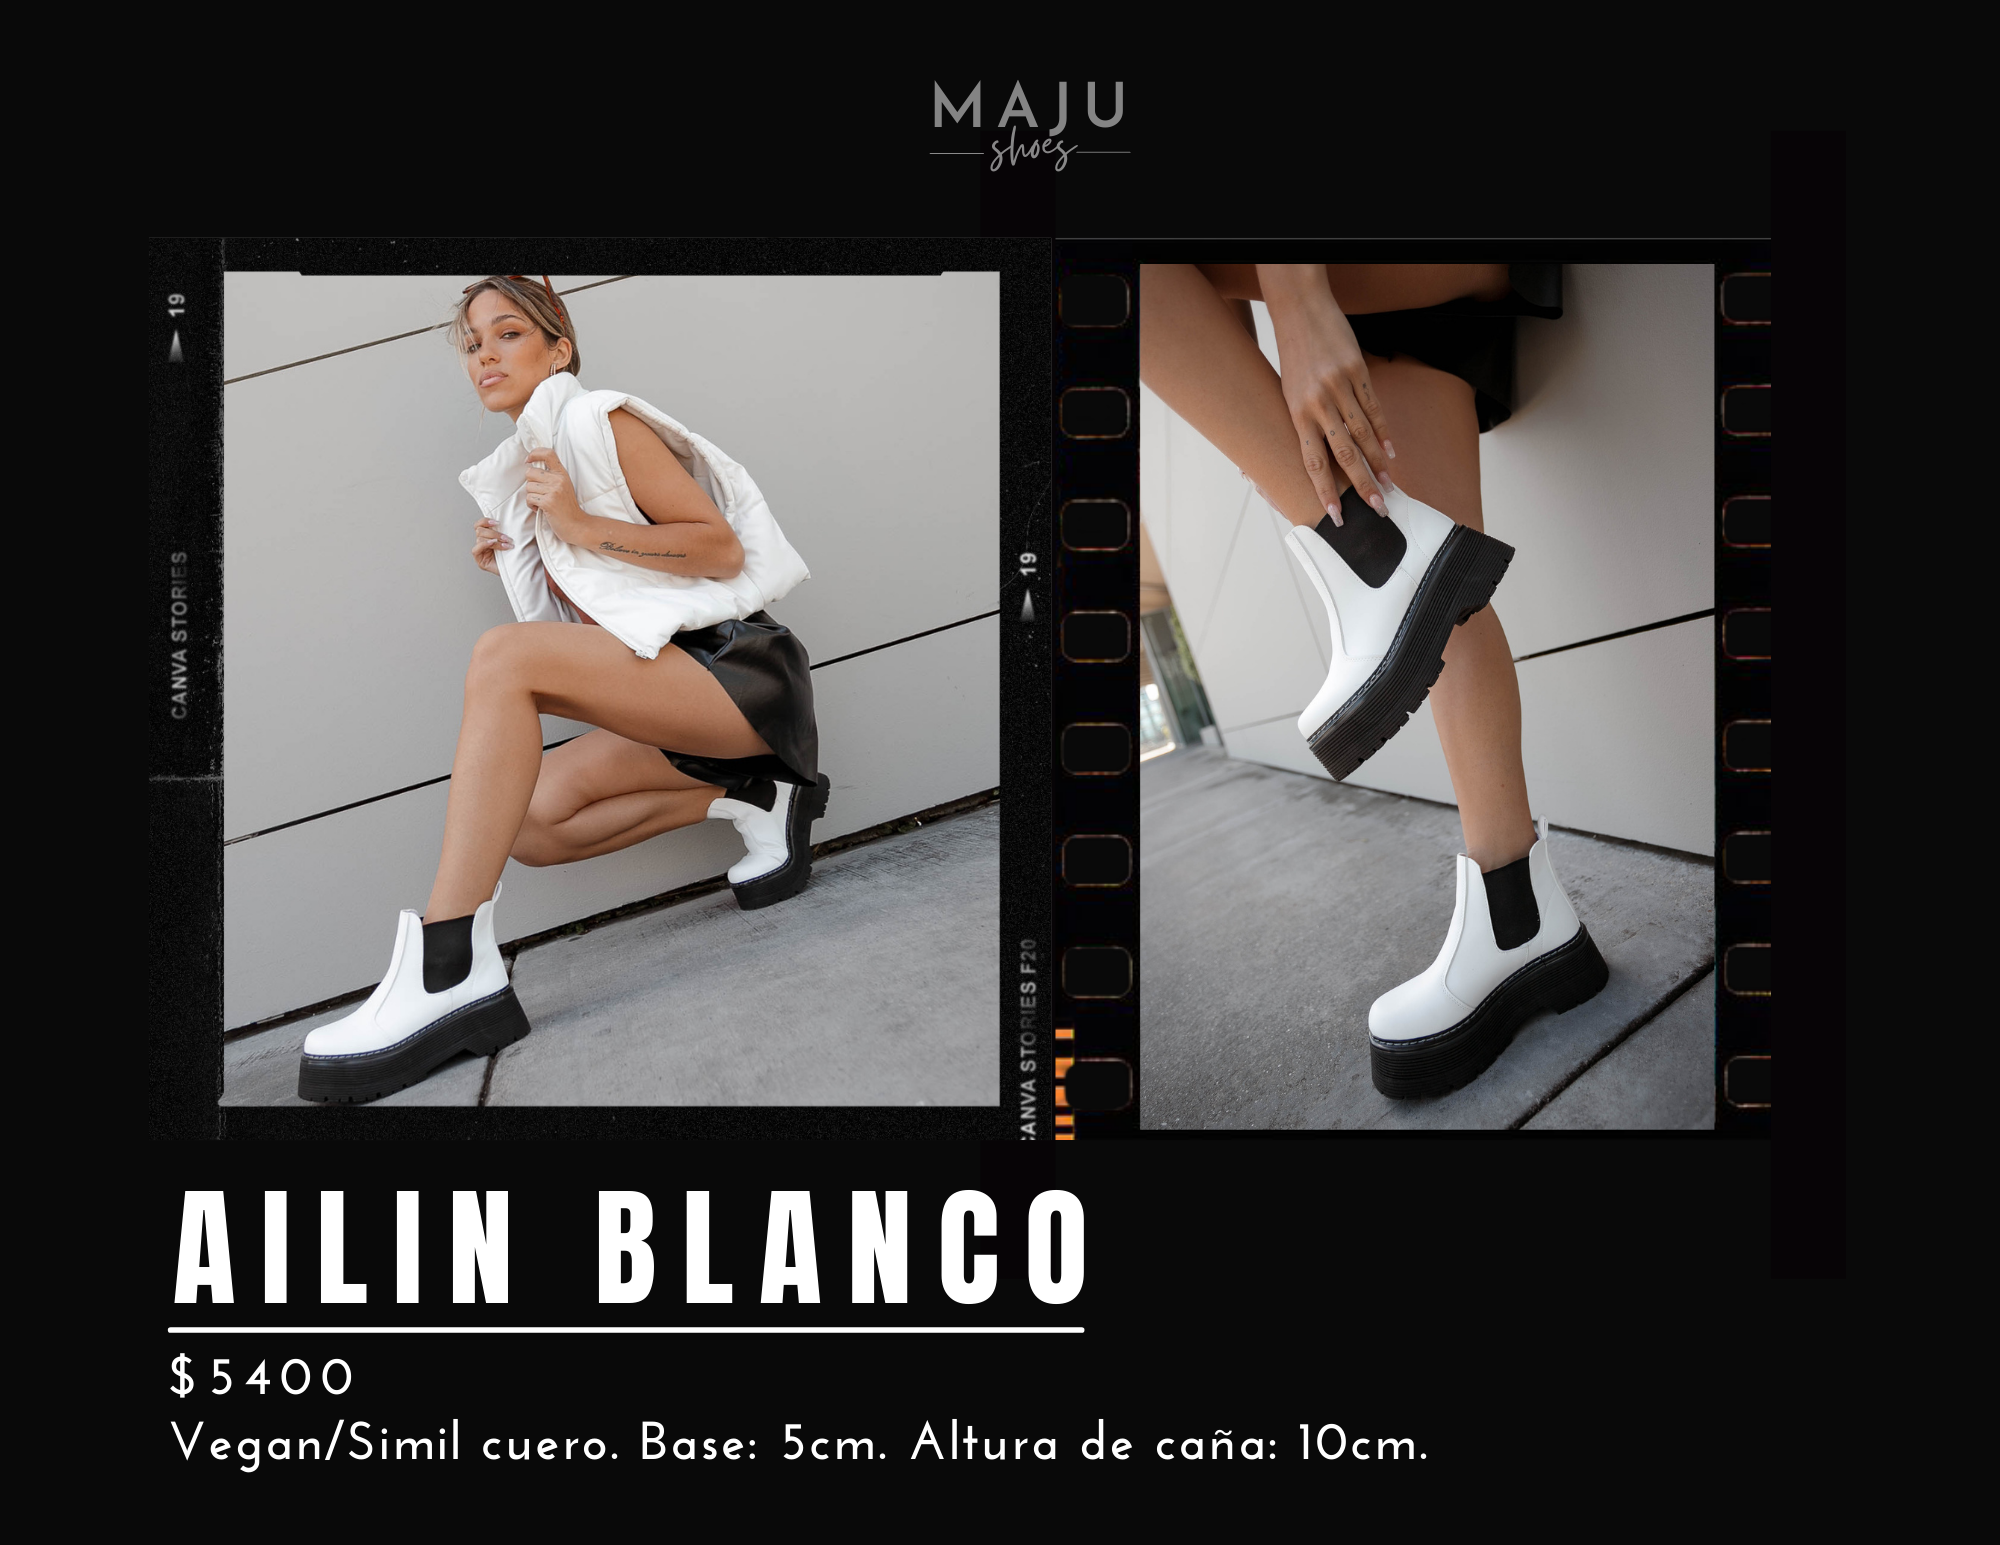 MAJU
shoes
19
CANVA STORIES
19
CANVA STORIES F20
AILIN BLANCO
$5400
Vegan/Simil cuero. Base: 5cm. Altura de caña: 10cm.